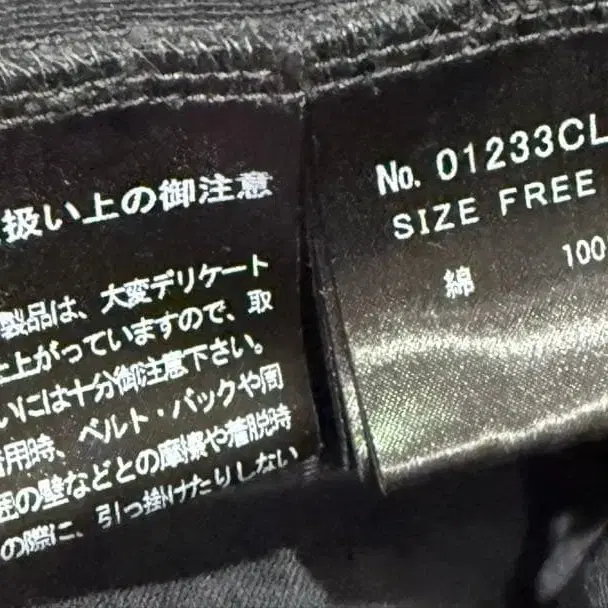 扱い上の御注意
製品は、大変デリケート
上がっていますので、取
いには十分御注意下さい。
用時、ベルト・バックや周
の壁などとの摩擦や着脱時
の際に、引っ掛けたりしない
No. 01233CL
SIZE FREE
綿 100